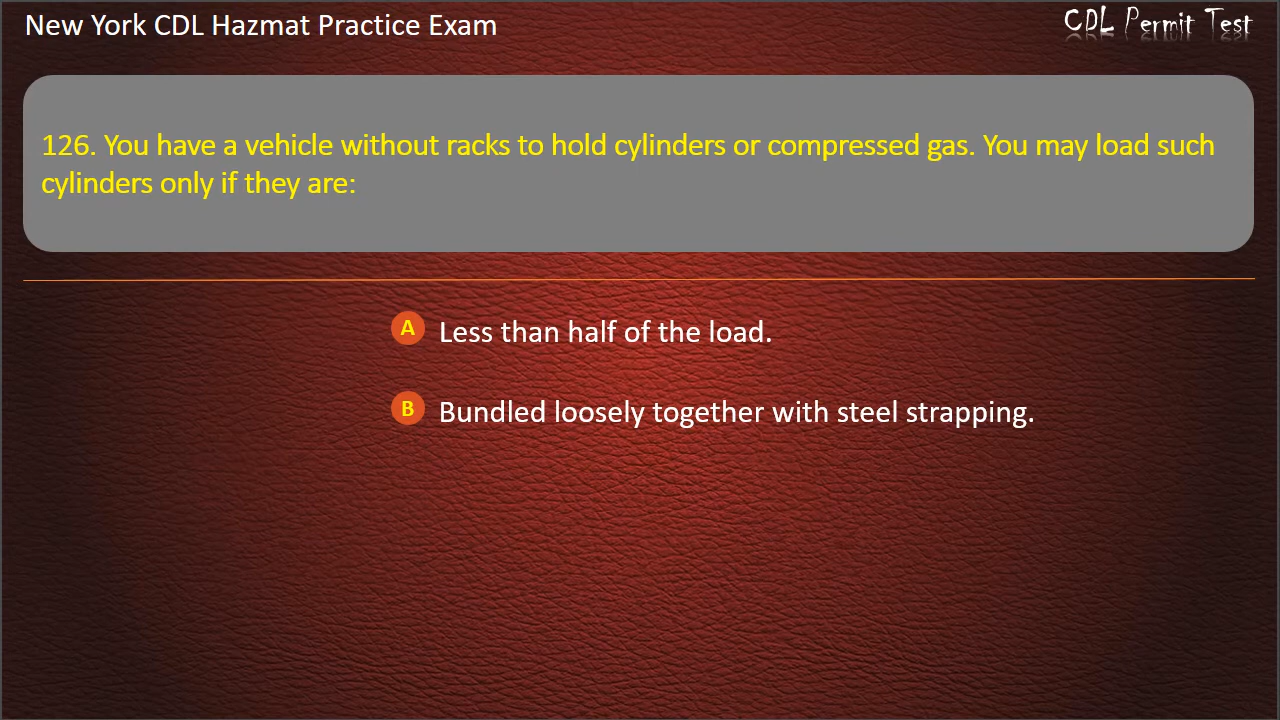 New York CDL Hazmat Practice Exam
CDL Permit Test
126. You have a vehicle without racks to hold cylinders or compressed gas. You may load such
cylinders only if they are:
A Less than half of the load.
B Bundled loosely together with steel strapping.